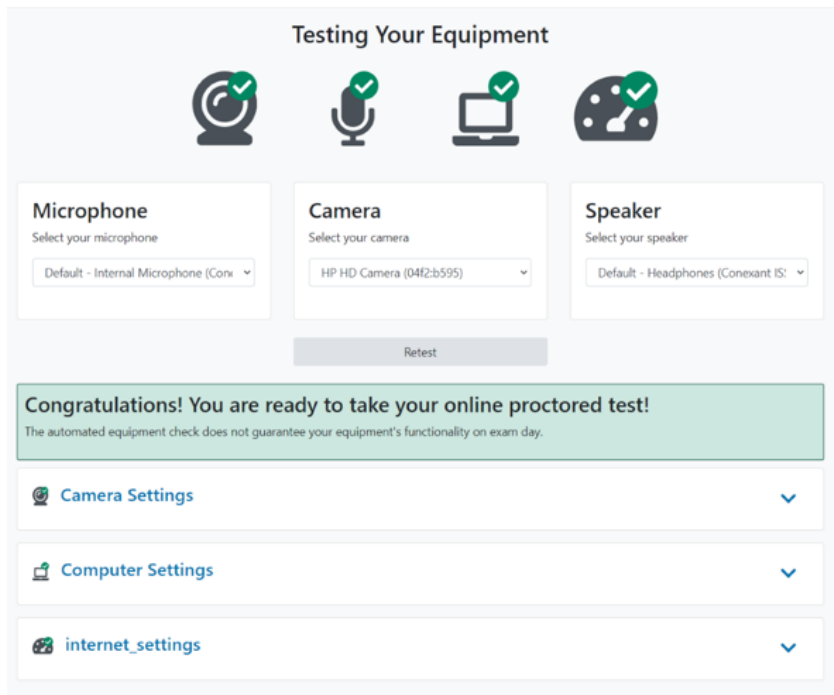 Testing Your Equipment
Microphone
Select your microphone
Default - Internal Microphone (Con
Camera
Select your camera
HP HD Camera (04f2:b595)
Speaker
Select your speaker
Default - Headphones (Conexant IS
Retest
Congratulations! You are ready to take your online proctored test!
The automated equipment check does not guarantee your equipment's functionality on exam day.
Camera Settings
Computer Settings
internet_settings